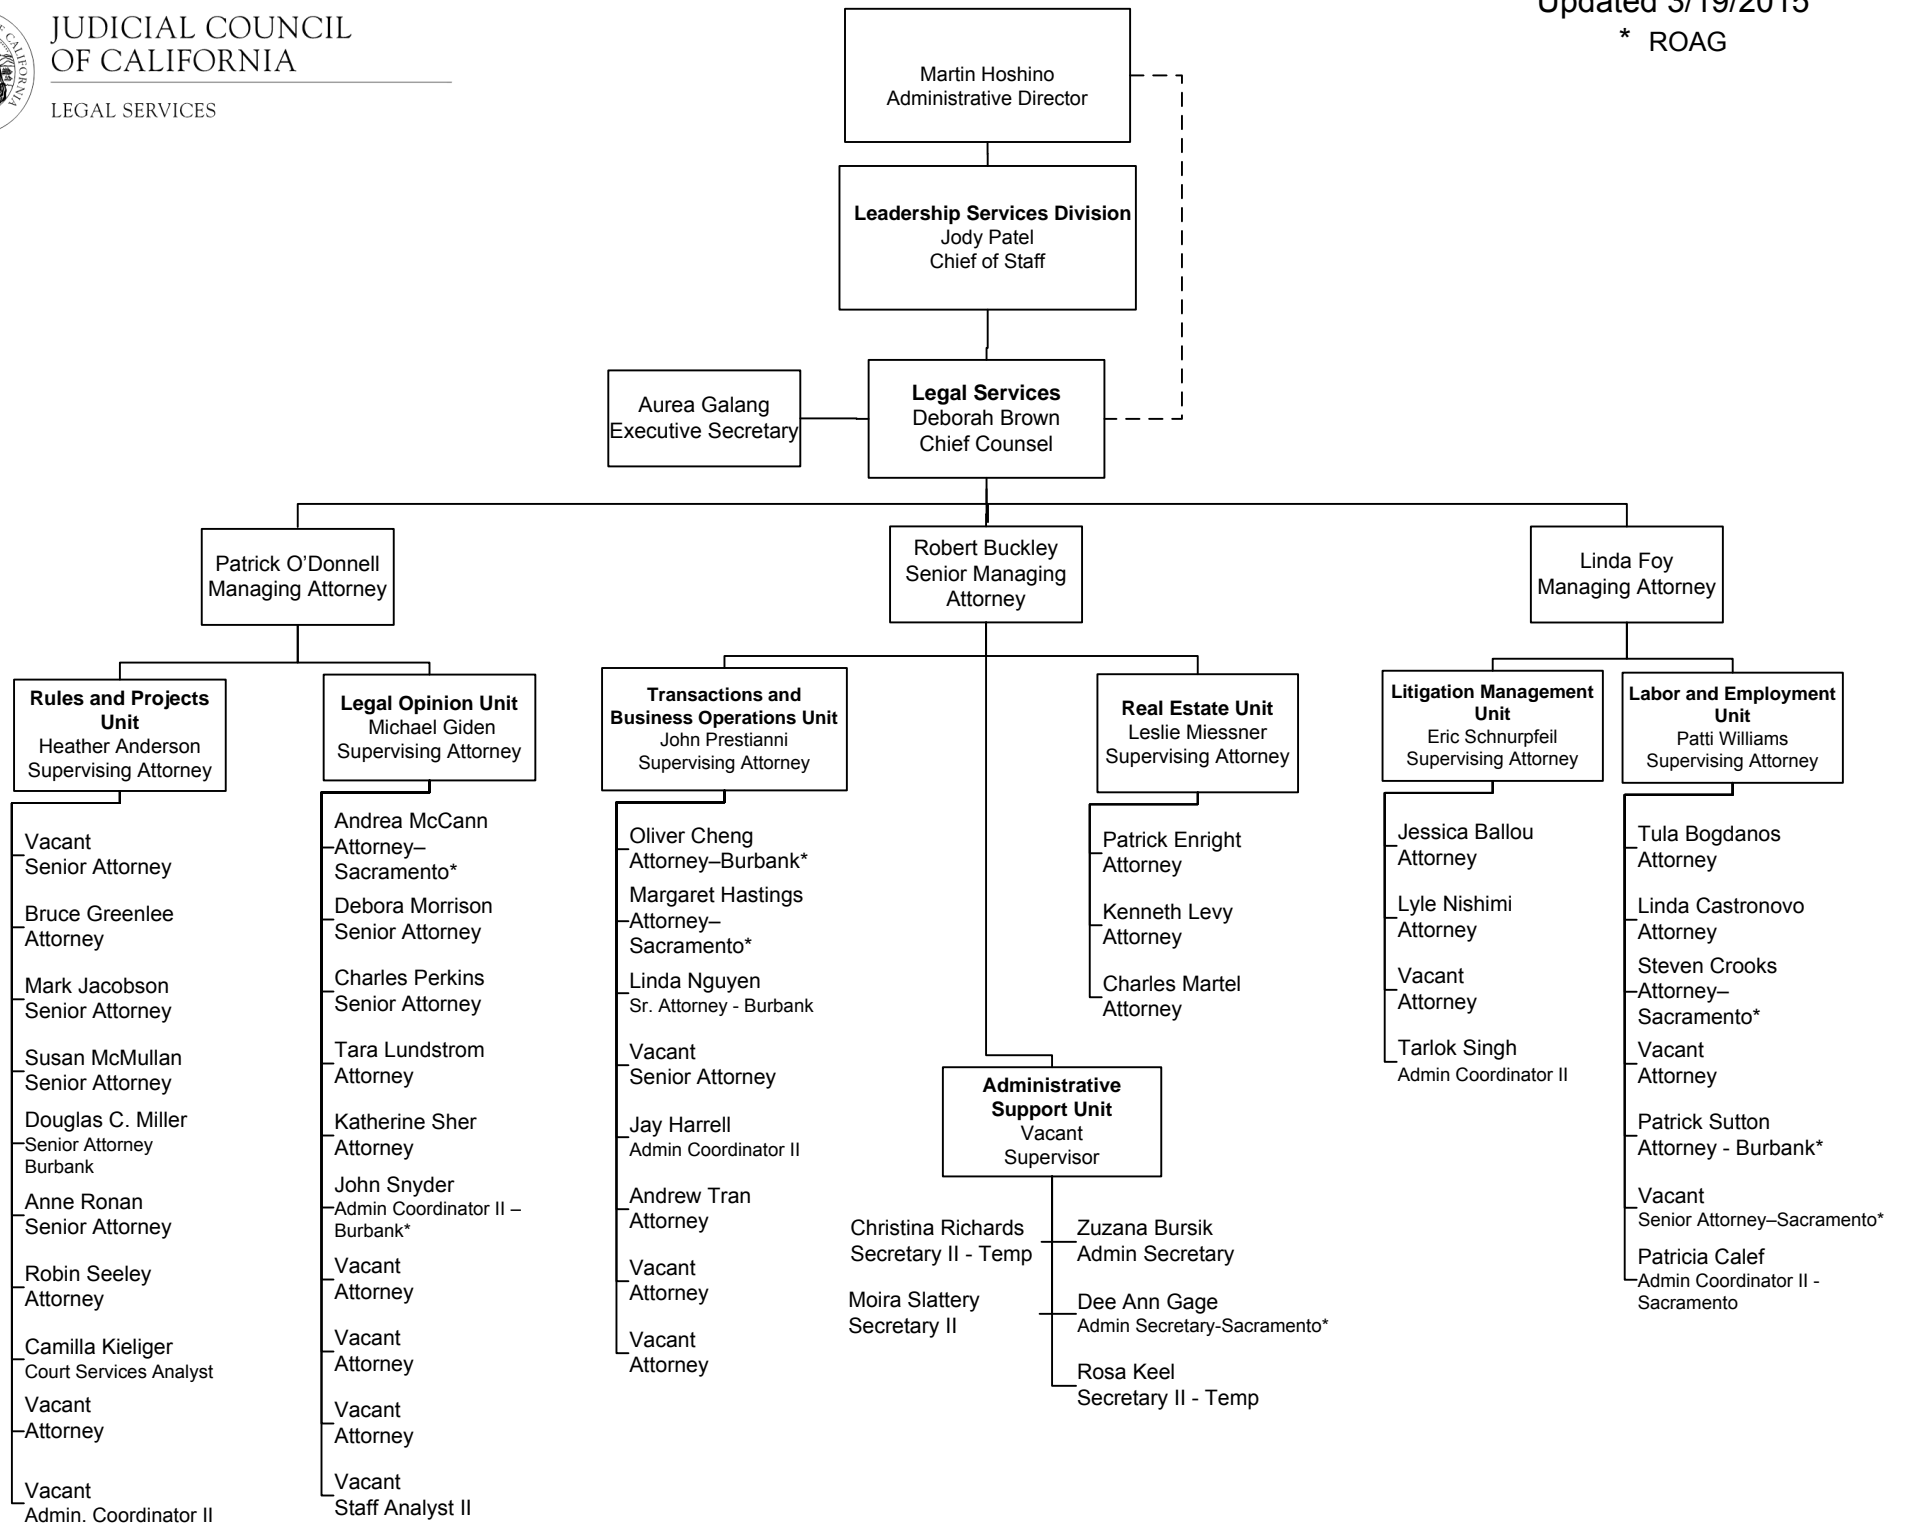 JUDICIAL COUNCIL
OF CALIFORNIA
LEGAL SERVICES
Updated 3/19/2015
* ROAG
Martin Hoshino
Administrative Director
Leadership Services Division
Jody Patel
Chief of Staff
Aurea Galang
Executive Secretary
Legal Services
Deborah Brown
Chief Counsel
Patrick O’Donnell
Managing Attorney
Robert Buckley
Senior Managing
Attorney
Linda Foy
Managing Attorney
Rules and Projects
Unit
Heather Anderson
Supervising Attorney
Vacant
Senior Attorney
Bruce Greenlee
Attorney
Mark Jacobson
Senior Attorney
Susan McMullan
Senior Attorney
Douglas C. Miller
Senior Attorney
Burbank
Anne Ronan
Senior Attorney
Robin Seeley
Attorney
Camilla Kieliger
Court Services Analyst
Vacant
Attorney
Vacant
Admin. Coordinator II
Legal Opinion Unit
Michael Giden
Supervising Attorney
Andrea McCann
Attorney–
Sacramento*
Debora Morrison
Senior Attorney
Charles Perkins
Senior Attorney
Tara Lundstrom
Attorney
Katherine Sher
Attorney
John Snyder
Admin Coordinator II –
Burbank*
Vacant
Attorney
Vacant
Attorney
Vacant
Attorney
Vacant
Staff Analyst II
Transactions and
Business Operations Unit
John Prestianni
Supervising Attorney
Oliver Cheng
Attorney–Burbank*
Margaret Hastings
Attorney–
Sacramento*
Linda Nguyen
Sr. Attorney - Burbank
Vacant
Senior Attorney
Jay Harrell
Admin Coordinator II
Andrew Tran
Attorney
Vacant
Attorney
Vacant
Attorney
Administrative
Support Unit
Vacant
Supervisor
Christina Richards
Secretary II - Temp
Moira Slattery
Secretary II
Zuzana Bursik
Admin Secretary
Dee Ann Gage
Admin Secretary-Sacramento*
Rosa Keel
Secretary II - Temp
Real Estate Unit
Leslie Miessner
Supervising Attorney
Patrick Enright
Attorney
Kenneth Levy
Attorney
Charles Martel
Attorney
Litigation Management
Unit
Eric Schnurpfeil
Supervising Attorney
Jessica Ballou
Attorney
Lyle Nishimi
Attorney
Vacant
Attorney
Tarlok Singh
Admin Coordinator II
Labor and Employment
Unit
Patti Williams
Supervising Attorney
Tula Bogdanos
Attorney
Linda Castronovo
Attorney
Steven Crooks
Attorney–
Sacramento*
Vacant
Attorney
Patrick Sutton
Attorney - Burbank*
Vacant
Senior Attorney–Sacramento*
Patricia Calef
Admin Coordinator II -
Sacramento